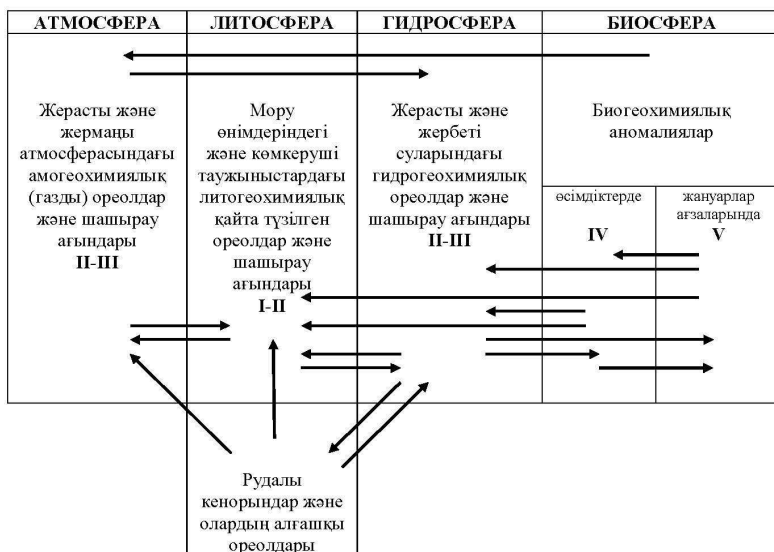 АТМОСФЕРА
ЛИТОСФЕРА
ГИДРОСФЕРА
БИОСФЕРА
Жерасты және
жермаңы
атмосферасындағы
амогеохимиялық
(газды) ореолдар
және шашырау
ағындары
II-III
Мору
өнімдеріндегі
және көмкеруші
таужыныстардағы
литогеохимиялық
қайта түзілген
ореолдар және
шашырау
ағындары
I-II
Жерасты және
жербеті
суларындағы
гидрогеохимиялық
ореолдар және
шашырау ағындары
II-III
Биогеохимиялық
аномалиялар
өсімдіктерде
IV
жануарлар
ағзаларында
V
Рудалы
кенорындар және
олардың алғашқы
ореолдары